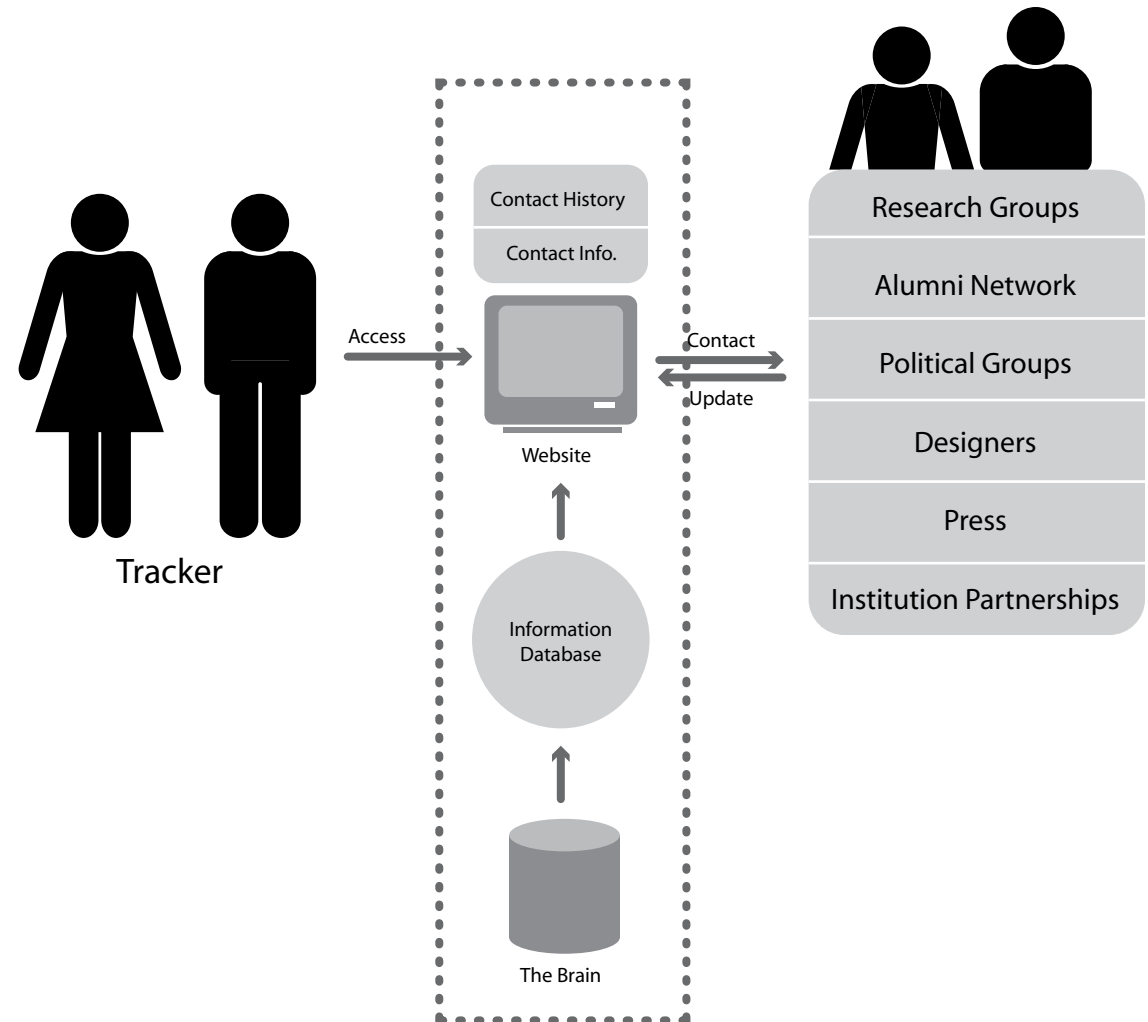 Tracker
Access
Contact History
Contact Info.
Website
Information
Database
The Brain
Contact
Update
Research Groups
Alumni Network
Political Groups
Designers
Press
Institution Partnerships